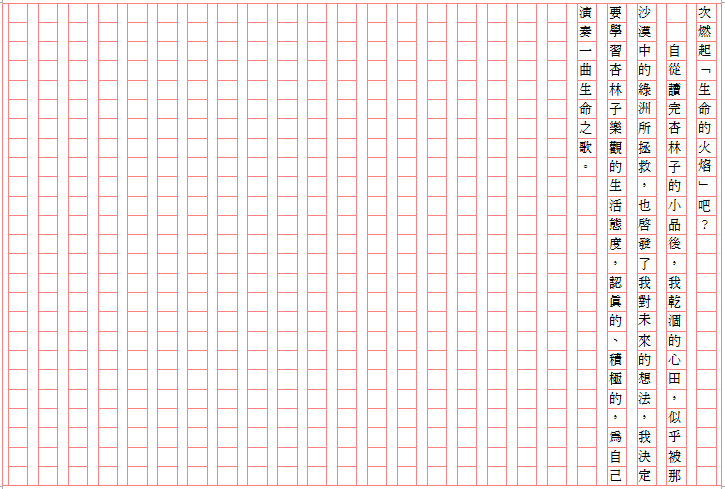 次燃起「生命的火焰」吧？
自從讀完杏林子的小品後，我乾涸的心田，似乎被那
沙漠中的綠洲所拯救，也啓發了我對未來的想法，我決定
要學習杏林子樂觀的生活態度，認眞的、積極的，爲自己
演奏一曲生命之歌。